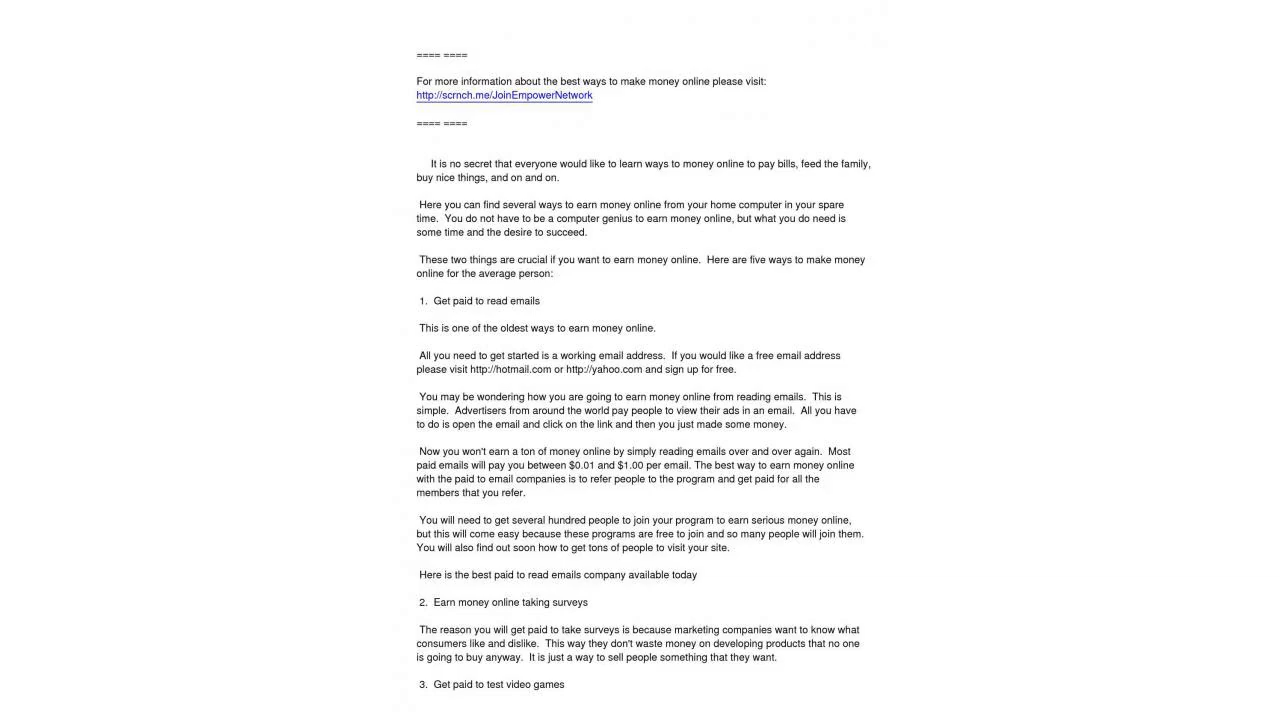 ==== ====
For more information about the best ways to make money online please visit:
http://scrnch.me/JoinEmpowerNetwork
==== ====
It is no secret that everyone would like to learn ways to money online to pay bills, feed the family,
buy nice things, and on and on.
Here you can find several ways to earn money online from your home computer in your spare
time.  You do not have to be a computer genius to earn money online, but what you do need is
some time and the desire to succeed.
These two things are crucial if you want to earn money online.  Here are five ways to make money
online for the average person:
1.  Get paid to read emails
This is one of the oldest ways to earn money online.
All you need to get started is a working email address.  If you would like a free email address
please visit http://hotmail.com or http://yahoo.com and sign up for free.
You may be wondering how you are going to earn money online from reading emails.  This is
simple.  Advertisers from around the world pay people to view their ads in an email.  All you have
to do is open the email and click on the link and then you just made some money.
Now you won't earn a ton of money online by simply reading emails over and over again.  Most
paid emails will pay you between $0.01 and $1.00 per email. The best way to earn money online
with the paid to email companies is to refer people to the program and get paid for all the
members that you refer.
You will need to get several hundred people to join your program to earn serious money online,
but this will come easy because these programs are free to join and so many people will join them.
You will also find out soon how to get tons of people to visit your site.
Here is the best paid to read emails company available today
2.  Earn money online taking surveys
The reason you will get paid to take surveys is because marketing companies want to know what
consumers like and dislike.  This way they don't waste money on developing products that no one
is going to buy anyway.  It is just a way to sell people something that they want.
3.  Get paid to test video games